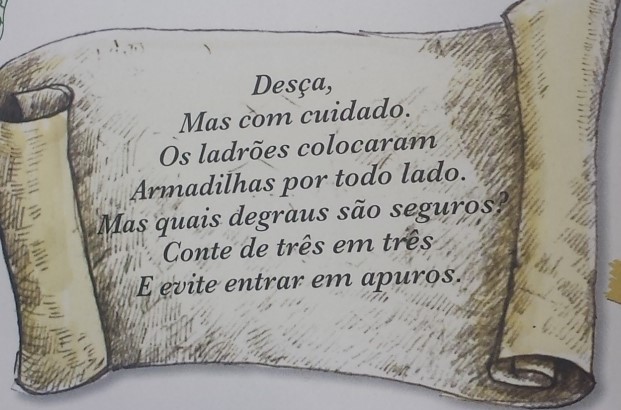 Desça,
Mas com cuidado.
Os ladrões colocaram
Armadilhas por todo lado.
Mas quais degraus são seguros?
Conte de três em três
E evite entrar em apuros.